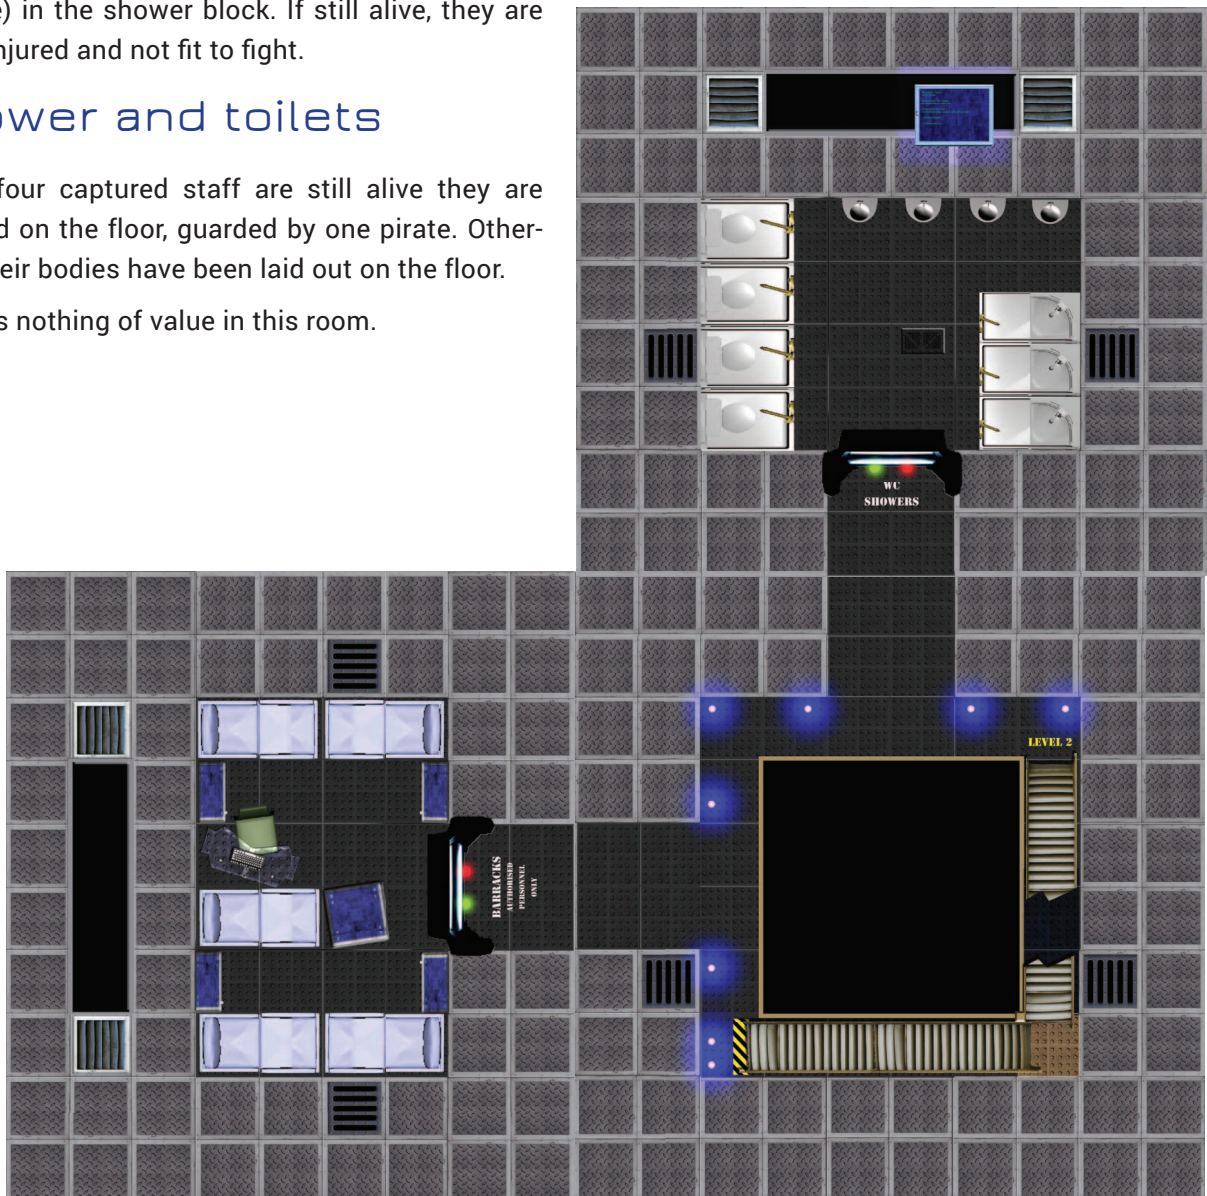 e) in the shower block. If still alive, they are
njured and not fit to fight.
ower and toilets
four captured staff are still alive they are
d on the floor, guarded by one pirate. Other-
eir bodies have been laid out on the floor.
s nothing of value in this room.
WC
SHOWERS
LEVEL 2
BARRACKS
AUTHORISED
PERSONNEL
ONLY